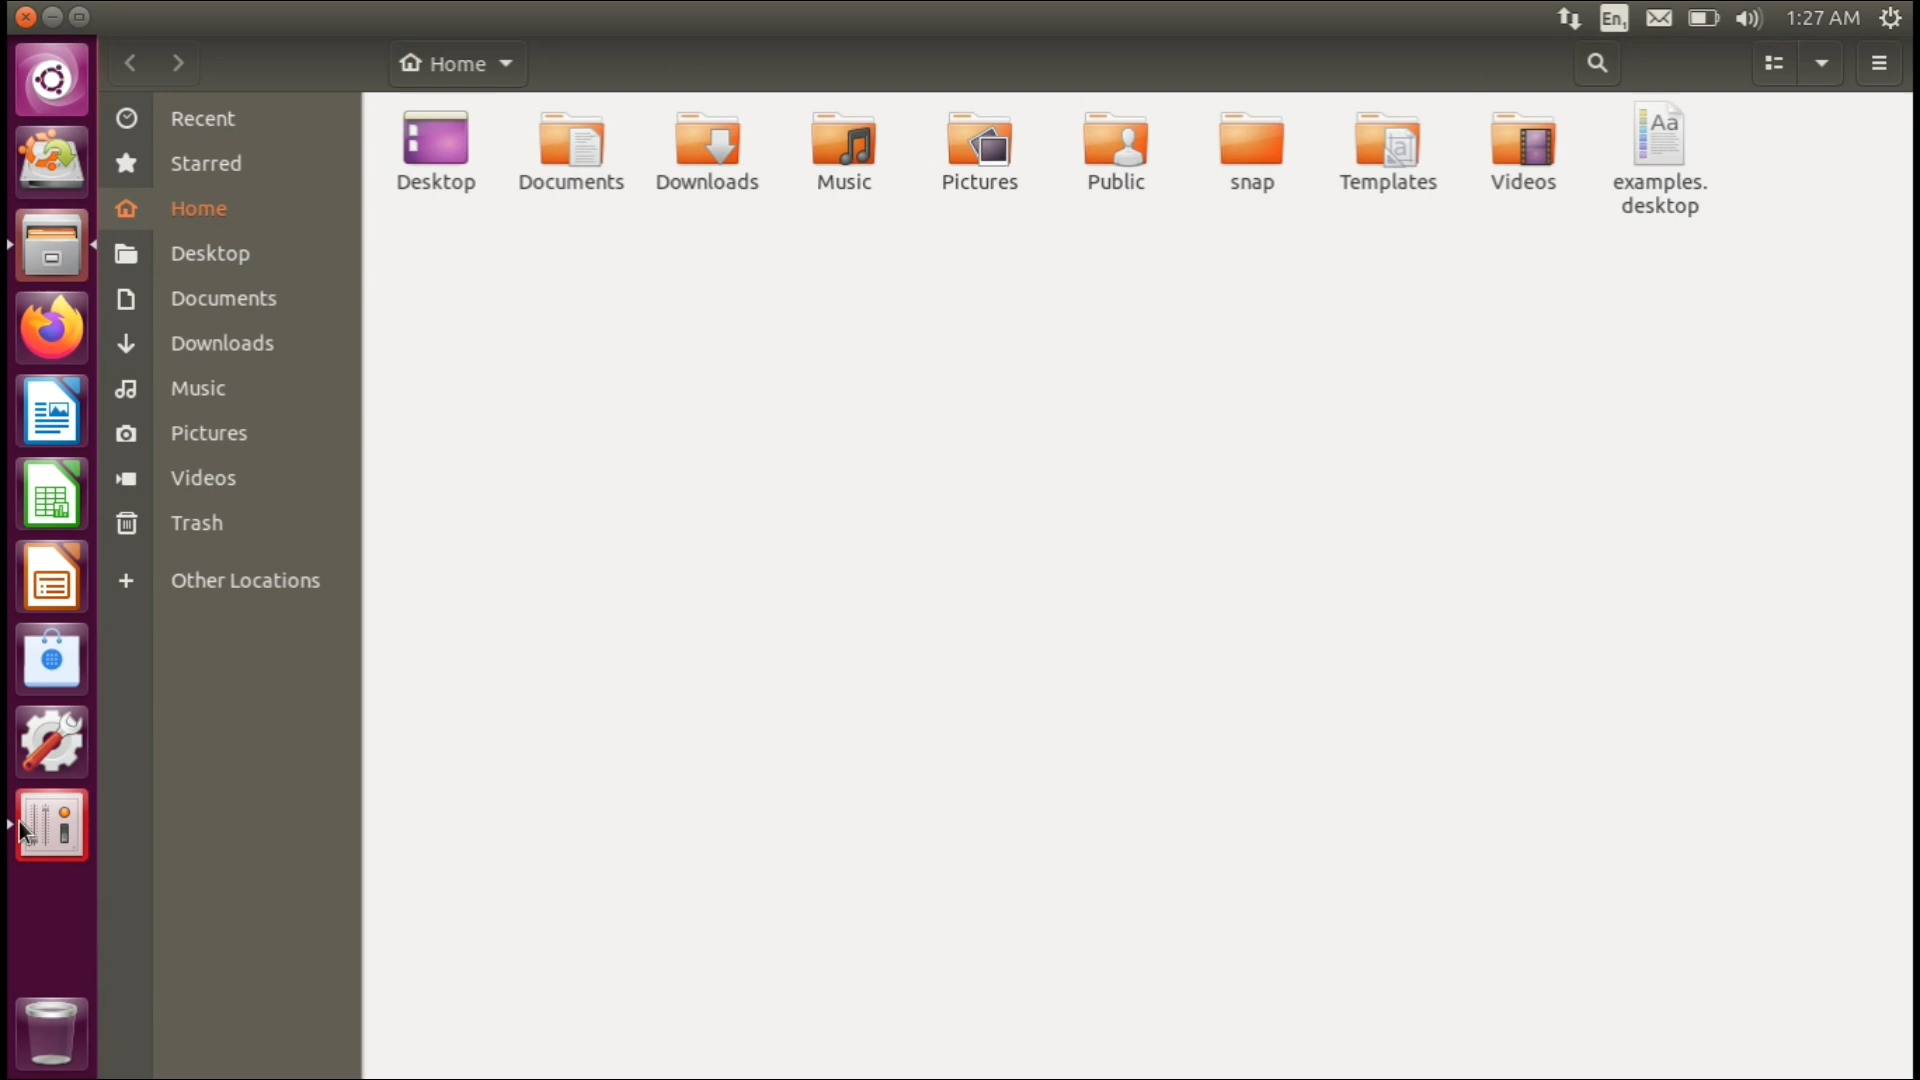 En₁
1:27 AM
Home
Recent
Starred
Home
Desktop
Documents
Downloads
Music
Pictures
Videos
Trash
Other Locations
Desktop
Documents
Downloads
Music
Pictures
Public
snap
Templates
Videos
Aa
examples.
desktop